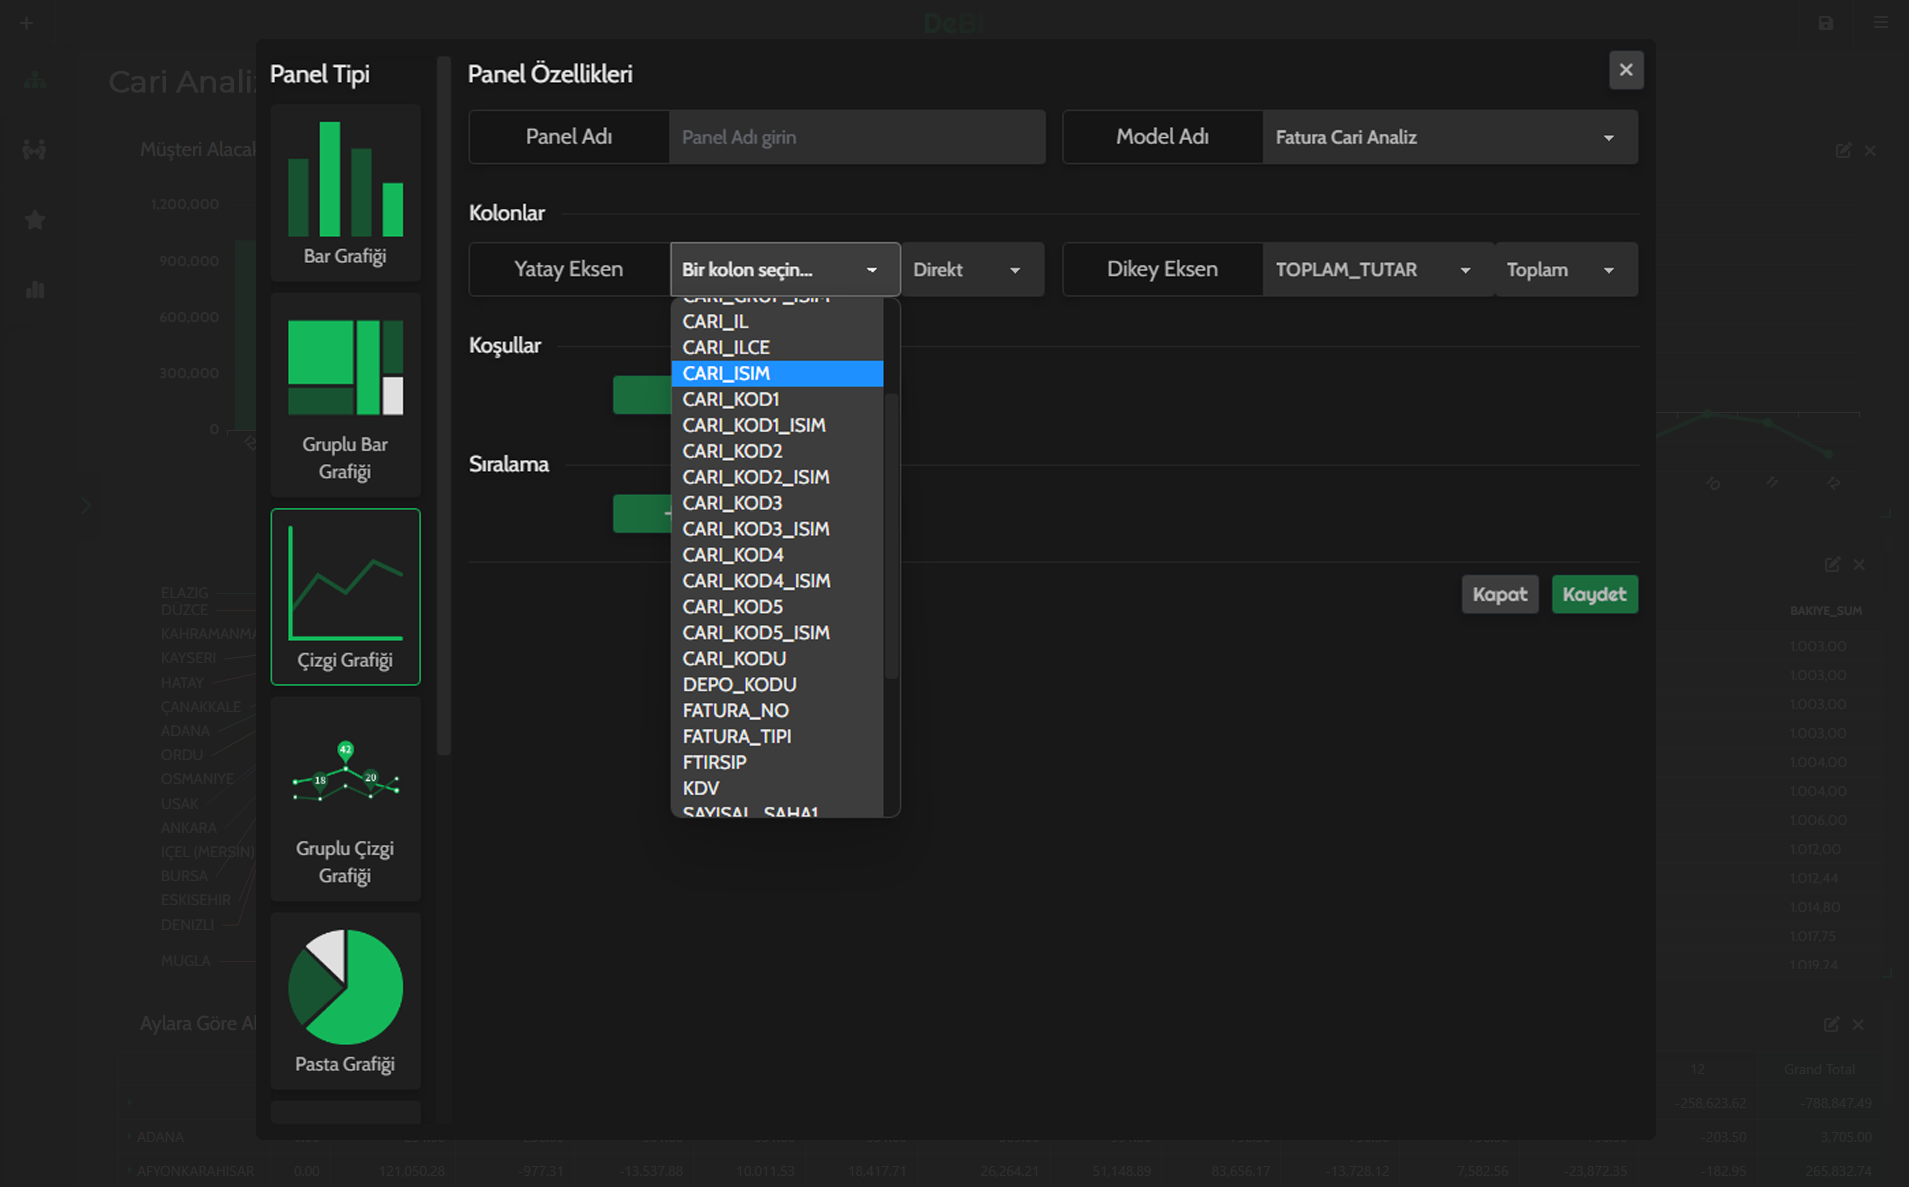 DeBI
Cari Analiz
Panel Tipi
Panel Özellikleri
Panel Adı
Panel Adı girin
Model Adı
Fatura Cari Analiz
Müşteri Alacak
1,200,000
900,000
600,000
300,000
0
Bar Grafiği
Kolonlar
Yatay Eksen
Bir kolon seçin...
Direkt
Dikey Eksen
TOPLAM_TUTAR
Toplam
CARI_GRUP_ISIM
CARI_IL
CARI_ILCE
CARI_ISIM
CARI_KOD1
CARI_KOD1_ISIM
CARI_KOD2
CARI_KOD2_ISIM
CARI_KOD3
CARI_KOD3_ISIM
CARI_KOD4
CARI_KOD4_ISIM
CARI_KOD5
CARI_KOD5_ISIM
CARI_KODU
DEPO_KODU
FATURA_NO
FATURA_TIPI
FTIRSIP
KDV
SAYISAL_SAHA1
Koşullar
Sıralama
Kapat
Kaydet
Gruplu Bar
Grafiği
Çizgi Grafiği
42
18
20
Gruplu Çizgi
Grafiği
Pasta Grafiği
10
11
12
ELAZIG
DÜZCE
KAHRAMANMA
KAYSERI
HATAY
ÇANAKKALE
ADANA
ORDU
OSMANIYE
USAK
ANKARA
IÇEL (MERSİN)
BURSA
ESKISEHIR
DENIZLI
MUGLA
BAKIYE_SUM
1.003,00
1.003,00
1.003,00
1.003,00
1.004,00
1.004,00
1.006,00
1.012,00
1.012,44
1.014,80
1.017,75
1.019,24
Aylara Göre Al
12
Grand Total
-258,623.62
-788,847.49
ADANA
-203.50
3,705.00
AFYONKARAHISAR
0.00
121,050.28
-977.31
-13,537.88
10,011.53
18,417.71
26,264.21
51,148.89
83,656.17
-13,728.12
7,582.56
-23,872.35
-182.95
265,832.74